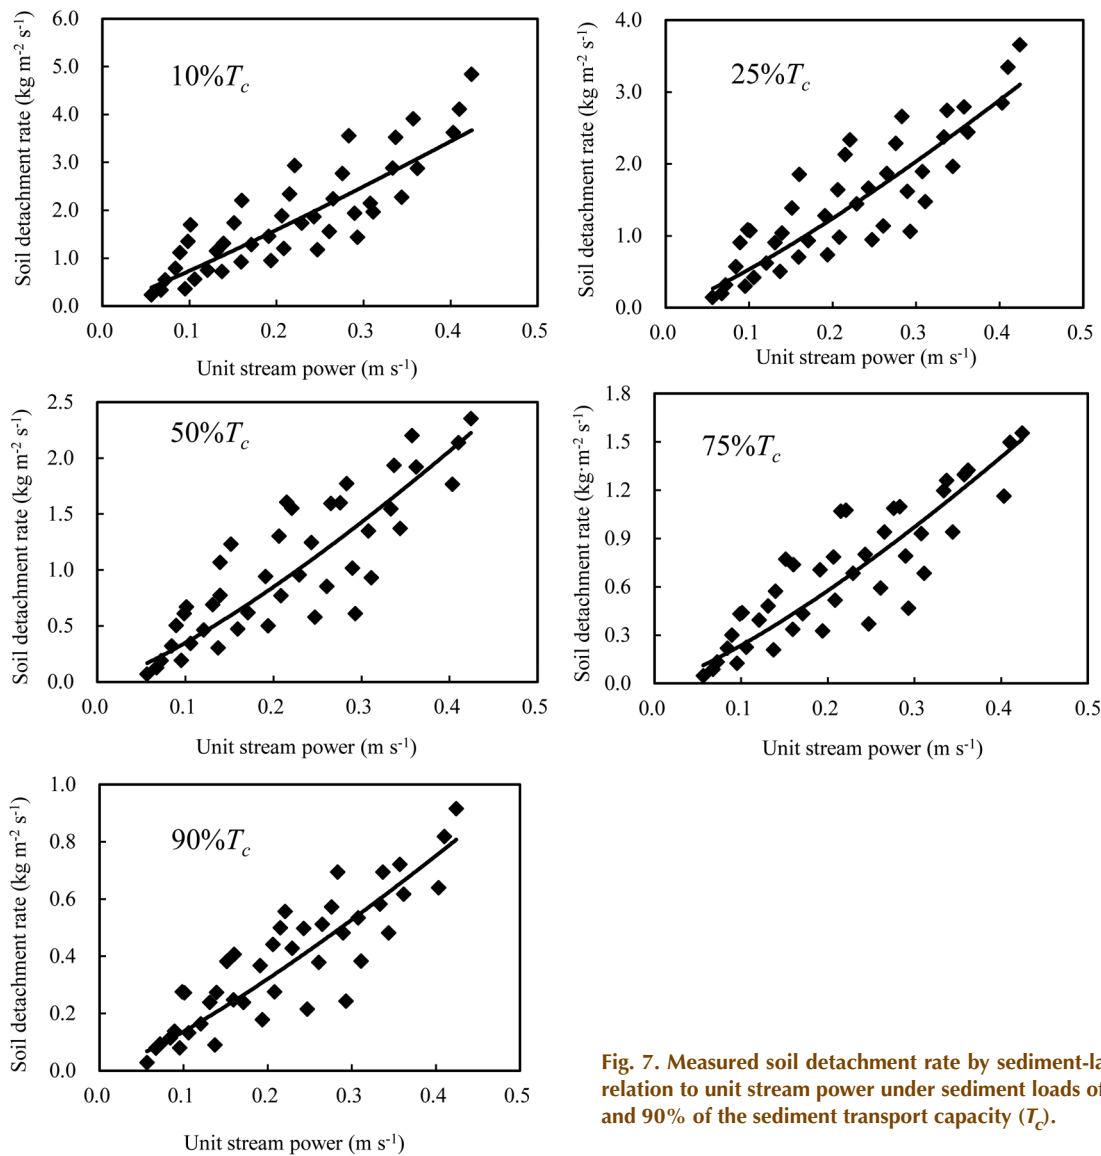 Soil detachment rate (kg m-2 s-1)
6.0
5.0
4.0
3.0
2.0
1.0
0.0
10%Tc
0.0 0.1 0.2 0.3 0.4 0.5
Unit stream power (m s-1)
Soil detachment rate (kg m-2 s-1)
4.0
3.0
2.0
1.0
0.0
25%Tc
0.0 0.1 0.2 0.3 0.4 0.5
Unit stream power (m s-1)
Soil detachment rate (kg m-2 s-1)
2.5
2.0
1.5
1.0
0.5
0.0
50%Tc
0.0 0.1 0.2 0.3 0.4 0.5
Unit stream power (m s-1)
Soil detachment rate (kg·m-2 s-1)
1.8
1.5
1.2
0.9
0.6
0.3
0.0
75%Tc
0.0 0.1 0.2 0.3 0.4 0.5
Unit stream power (m s-1)
Soil detachment rate (kg m-2 s-1)
1.0
0.8
0.6
0.4
0.2
0.0
90%Tc
0.0 0.1 0.2 0.3 0.4 0.5
Unit stream power (m s-1)
Fig. 7. Measured soil detachment rate by
relation to unit stream power under sediment loads of
and 90% of the sediment transport capacity (Tc).